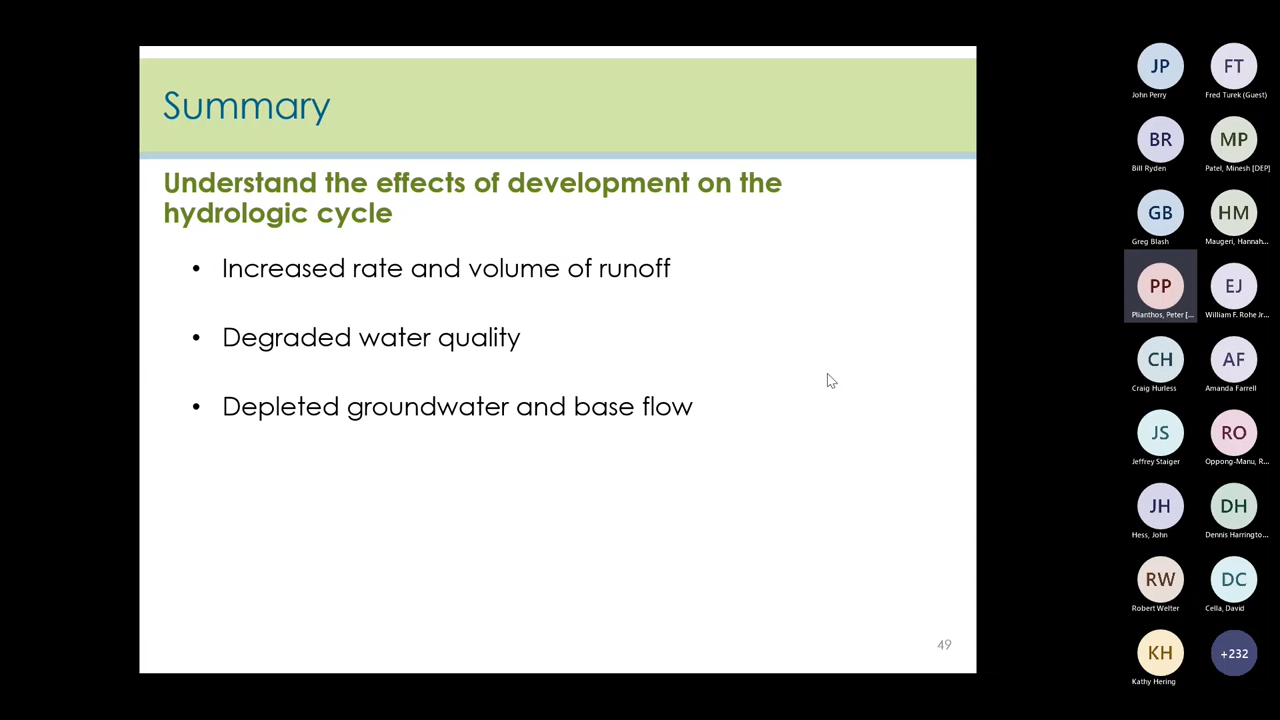 Summary
Understand the effects of development on the
hydrologic cycle
• Increased rate and volume of runoff
• Degraded water quality
• Depleted groundwater and base flow
49
JP
John Perry
FT
Fred Turek (Guest)
BR
Bill Ryden
MP
Patel, Minesh [DEP]
GB
Greg Blash
HM
Maugeri, Hannah...
PP
Plianthos, Peter [...
EJ
William F. Rohe Jr...
CH
Craig Hurless
AF
Amanda Farrell
JS
Jeffrey Staiger
RO
Oppong-Manu, R...
JH
Hess, John
DH
Dennis Harringto...
RW
Robert Welter
DC
Cella, David
KH
Kathy Hering
+232